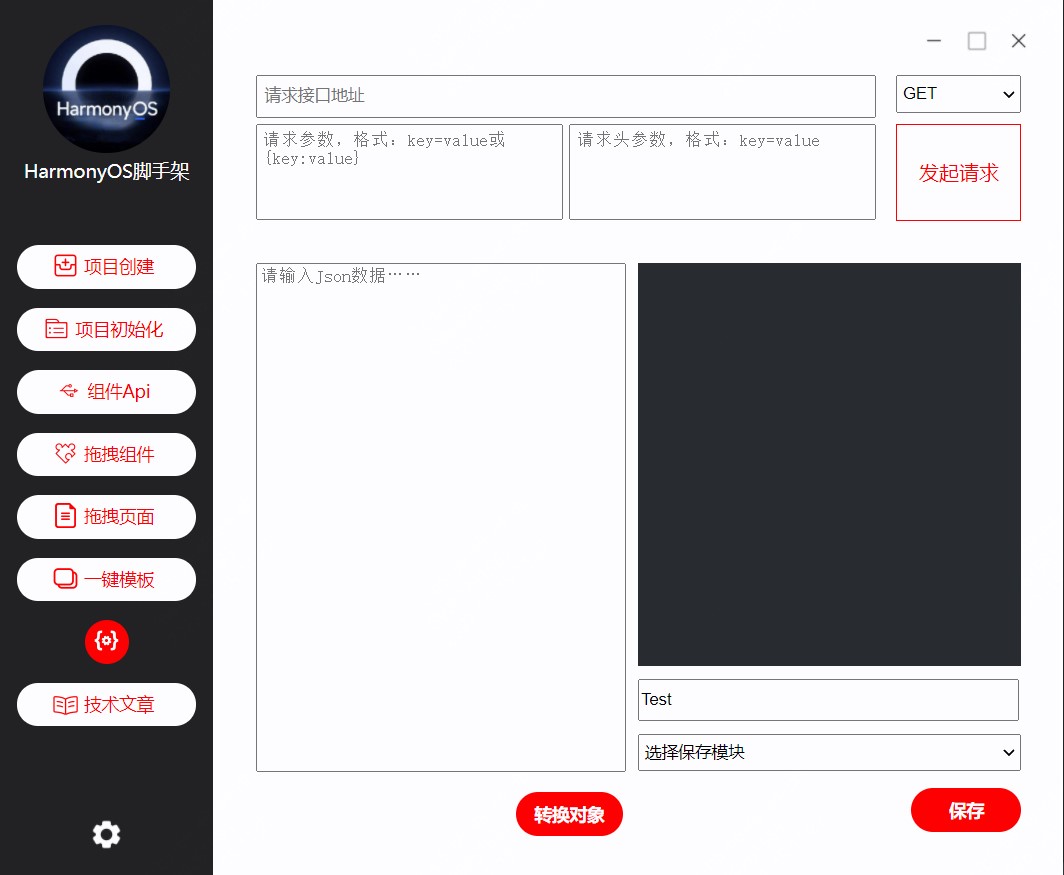 HarmonyOS
HarmonyOS脚手架
项目创建
项目初始化
组件Api
拖拽组件
拖拽页面
一键模板
技术文章
请求接口地址
GET
请求参数，格式：key=value或
{key:value}
请求头参数，格式：key=value
发起请求
请输入Json数据……
Test
选择保存模块
转换对象
保存